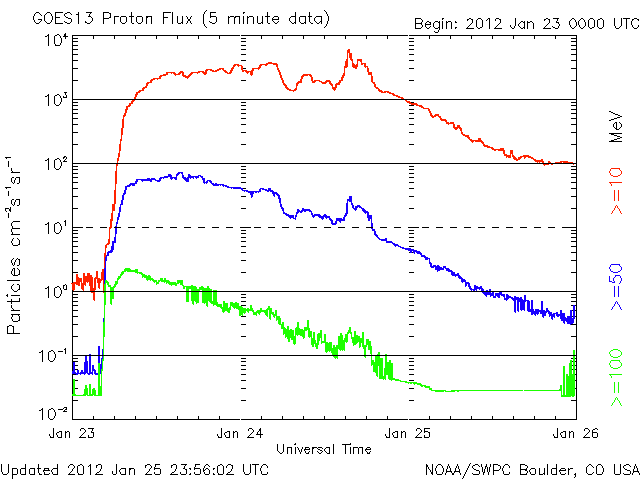 GOES13 Proton Flux (5 minute data)
Begin: 2012 Jan 23 0000 UTC
10⁴
10³
10²
10¹
10⁰
10⁻¹
10⁻²
Particles cm⁻²s⁻¹sr⁻¹
MeV
>=10
>=50
>=100
Jan 23
Jan 24
Jan 25
Jan 26
Universal Time
Updated 2012 Jan 25 23:56:02 UTC
NOAA/SWPC Boulder, CO USA